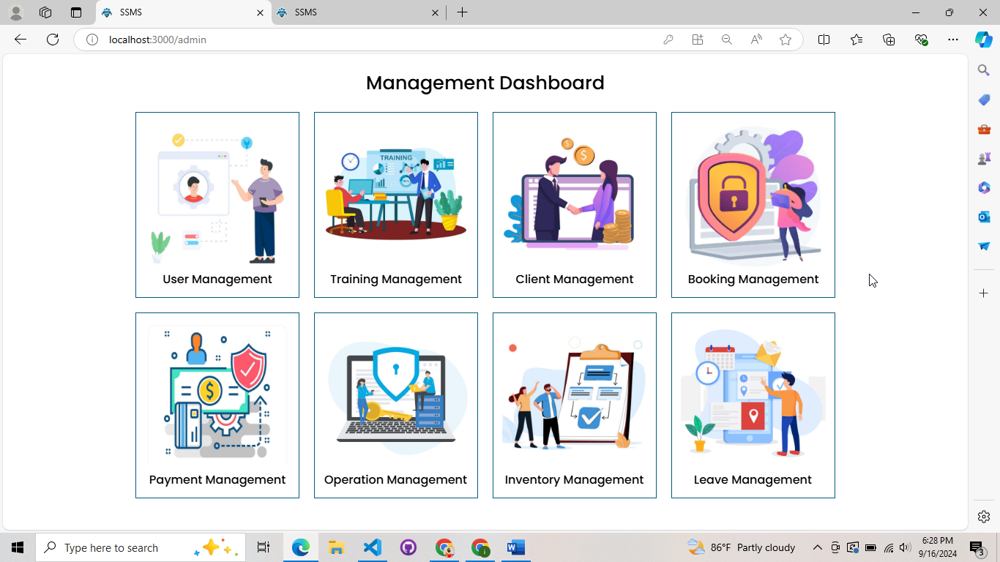 SSMS
SSMS
localhost:3000/admin
Management Dashboard
TRAINING
User Management
Training Management
Client Management
Booking Management
Payment Management
Operation Management
Inventory Management
Leave Management
Type here to search
86°F Partly cloudy
6:28 PM
9/16/2024
3